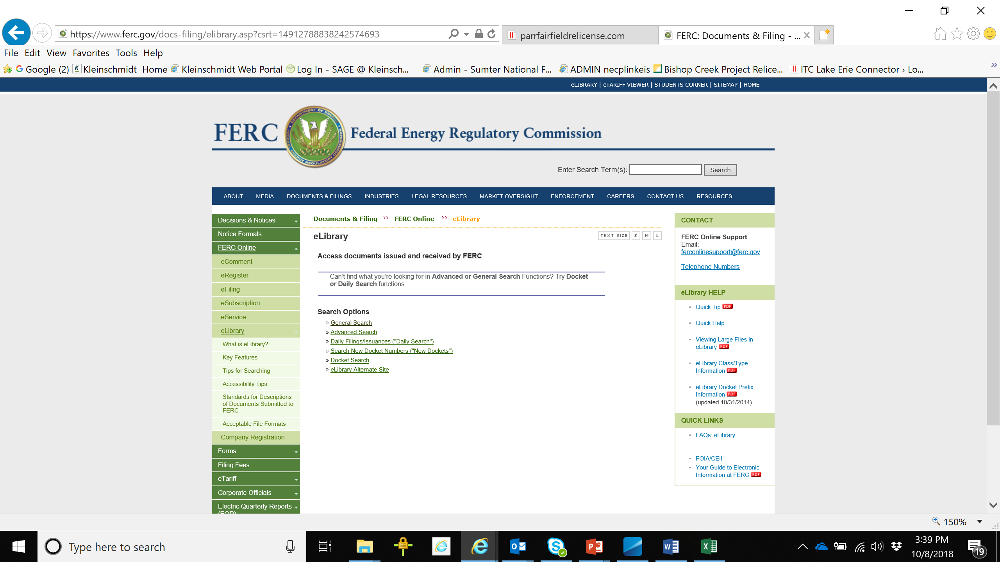 https://www.ferc.gov/docs-filing/elibrary.asp?csrt=14912788838242574693
parrfairfieldrelicense.com
FERC: Documents & Filing - ...
File Edit View Favorites Tools Help
Google (2) Kleinschmidt Home Kleinschmidt Web Portal Log In - SAGE @ Kleinsch... Admin - Sumter National F... ADMIN necplinkeis Bishop Creek Project Relice... ITC Lake Erie Connector › Lo...
eLIBRARY | eTARIFF VIEWER | STUDENTS CORNER | SITEMAP | HOME
FERC Federal Energy Regulatory Commission
Enter Search Term(s): Search
ABOUT MEDIA DOCUMENTS & FILINGS INDUSTRIES LEGAL RESOURCES MARKET OVERSIGHT ENFORCEMENT CAREERS CONTACT US RESOURCES
Decisions & Notices
Notice Formats
FERC Online
eComment
eRegister
eFiling
eSubscription
eService
eLibrary
What is eLibrary?
Key Features
Tips for Searching
Accessibility Tips
Standards for Descriptions
of Documents Submitted to
FERC
Acceptable File Formats
Company Registration
Forms
Filing Fees
eTariff
Corporate Officials
Electric Quarterly Reports
Documents & Filing >> FERC Online >> eLibrary
eLibrary
TEXT SIZE S M L
Access documents issued and received by FERC
Can't find what you're looking for in Advanced or General Search Functions? Try Docket
or Daily Search functions.
Search Options
» General Search
» Advanced Search
» Daily Filings/Issuances ("Daily Search")
» Search New Docket Numbers ("New Dockets")
» Docket Search
» eLibrary Alternate Site
CONTACT
FERC Online Support
Email:
ferconlinesupport@ferc.gov
Telephone Numbers
eLibrary HELP
Quick Tip PDF
Quick Help
Viewing Large Files in
eLibrary PDF
eLibrary Class/Type
Information PDF
eLibrary Docket Prefix
Information PDF
(updated 10/31/2014)
QUICK LINKS
FAQs: eLibrary
FOIA/CEII
Your Guide to Electronic
Information at FERC PDF
150%
Type here to search
3:39 PM
10/8/2018
19